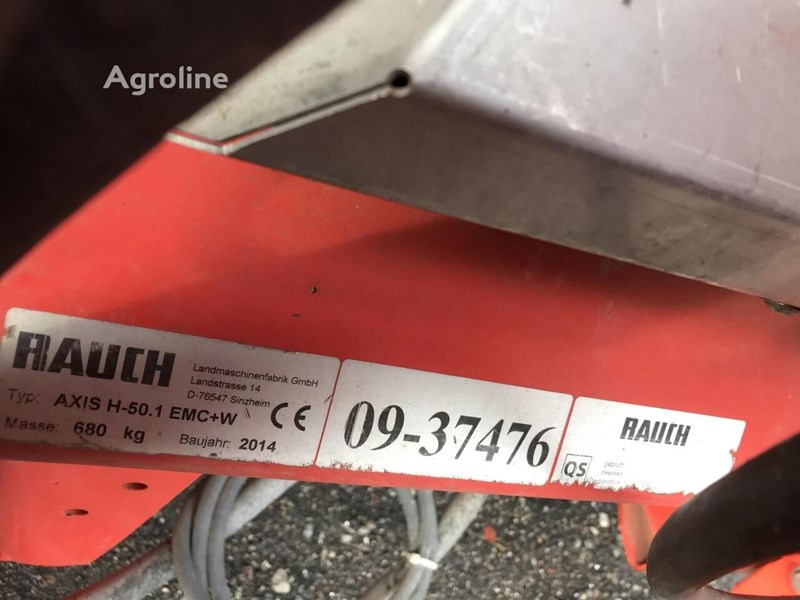 Agroline
RAUCH
Landmaschinenfabrik GmbH
Landstrasse 14
D-76547 Sinzheim
Typ: AXIS H-50.1 EMC+W
CE
Masse: 680 kg Baujahr: 2014
09-37476
RAUCH
QS